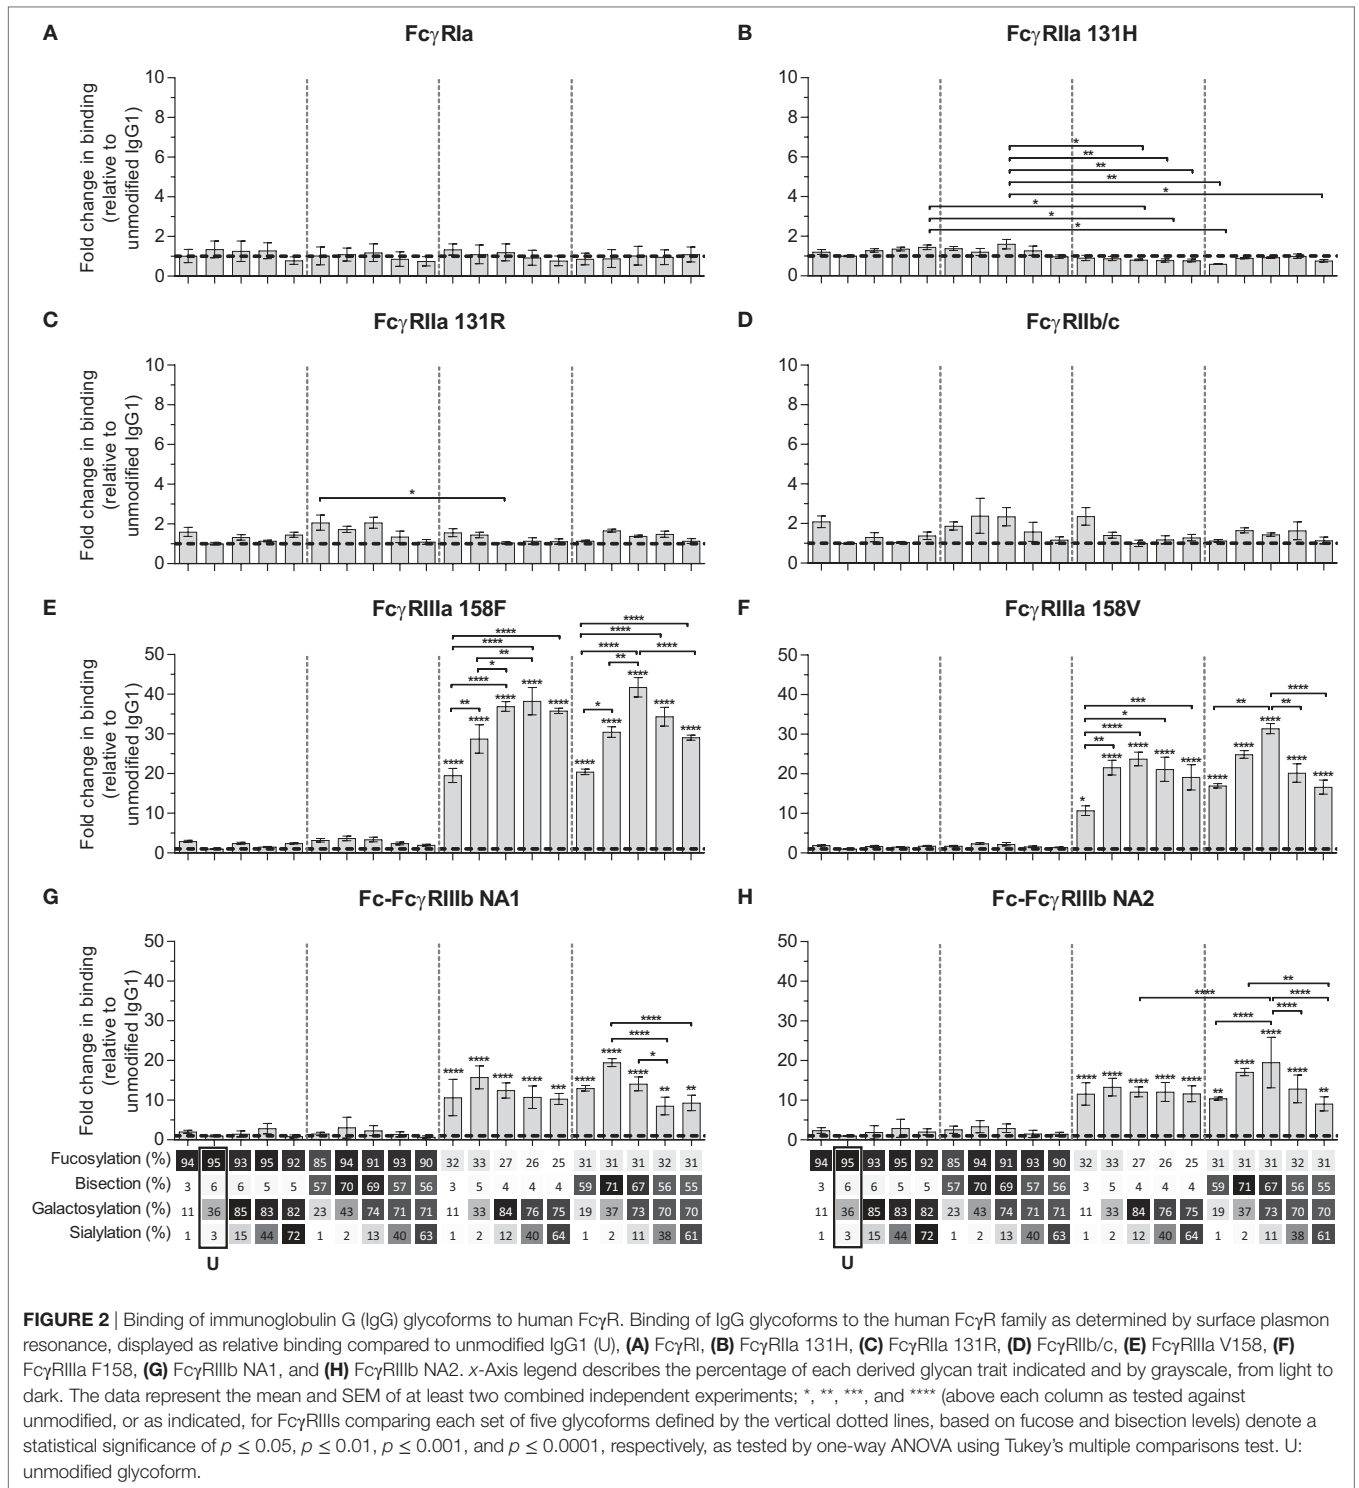 A FcγRIa
B FcγRIIa 131H
Fold change in binding
(relative to
unmodified IgG1)
10
8
6
4
2
0
10
8
6
4
2
0
*
**
**
**
*
*
*
*
C FcγRIIa 131R
D FcγRIIb/c
Fold change in binding
(relative to
unmodified IgG1)
10
8
6
4
2
0
*
10
8
6
4
2
0
E FcγRIIIa 158F
F FcγRIIIa 158V
Fold change in binding
(relative to
unmodified IgG1)
50
40
30
20
10
0
****
****
**
*
****
**
**** **** **** **** ****
****
****
**** ****
**
*
**** **** **** **** ****
50
40
30
20
10
0
***
*
****
**
* **** **** **** ****
****
** **
**** **** **** **** ****
G Fc-FcγRIIIb NA1
H Fc-FcγRIIIb NA2
Fold change in binding
(relative to
unmodified IgG1)
50
40
30
20
10
0
**** **** **** **** ***
****
****
*
**** **** **** ** **
50
40
30
20
10
0
**** **** **** **** ****
**
**** ****
****
****
** **** **** **** **
Fucosylation (%) 94 95 93 95 92 85 94 91 93 90 32 33 27 26 25 31 31 31 32 31
Bisection (%) 3 6 6 5 5 57 70 69 57 56 3 5 4 4 4 59 71 67 56 55
Galactosylation (%) 11 36 85 83 82 23 43 74 71 71 11 33 84 76 75 19 37 73 70 70
Sialylation (%) 1 3 15 44 72 1 2 13 40 63 1 2 12 40 64 1 2 11 38 61
U
94 95 93 95 92 85 94 91 93 90 32 33 27 26 25 31 31 31 32 31
3 6 6 5 5 57 70 69 57 56 3 5 4 4 4 59 71 67 56 55
11 36 85 83 82 23 43 74 71 71 11 33 84 76 75 19 37 73 70 70
1 3 15 44 72 1 2 13 40 63 1 2 12 40 64 1 2 11 38 61
U
FIGURE 2 | Binding of immunoglobulin G (IgG) glycoforms to human FcγR. Binding of IgG glycoforms to the human FcγR family as determined by surface plasmon
resonance, displayed as relative binding compared to unmodified IgG1 (U), (A) FcγRI, (B) FcγRIIa 131H, (C) FcγRIIa 131R, (D) FcγRIIb/c, (E) FcγRIIIa V158, (F)
FcγRIIIa F158, (G) FcγRIIIb NA1, and (H) FcγRIIIb NA2. x-Axis legend describes the percentage of each derived glycan trait indicated and by grayscale, from light to
dark. The data represent the mean and SEM of at least two combined independent experiments; *, **, ***, and **** (above each column as tested against
unmodified, or as indicated, for FcγRIIIs comparing each set of five glycoforms defined by the vertical dotted lines, based on fucose and bisection levels) denote a
statistical significance of p ≤ 0.05, p ≤ 0.01, p ≤ 0.001, and p ≤ 0.0001, respectively, as tested by one-way ANOVA using Tukey's multiple comparisons test. U:
unmodified glycoform.